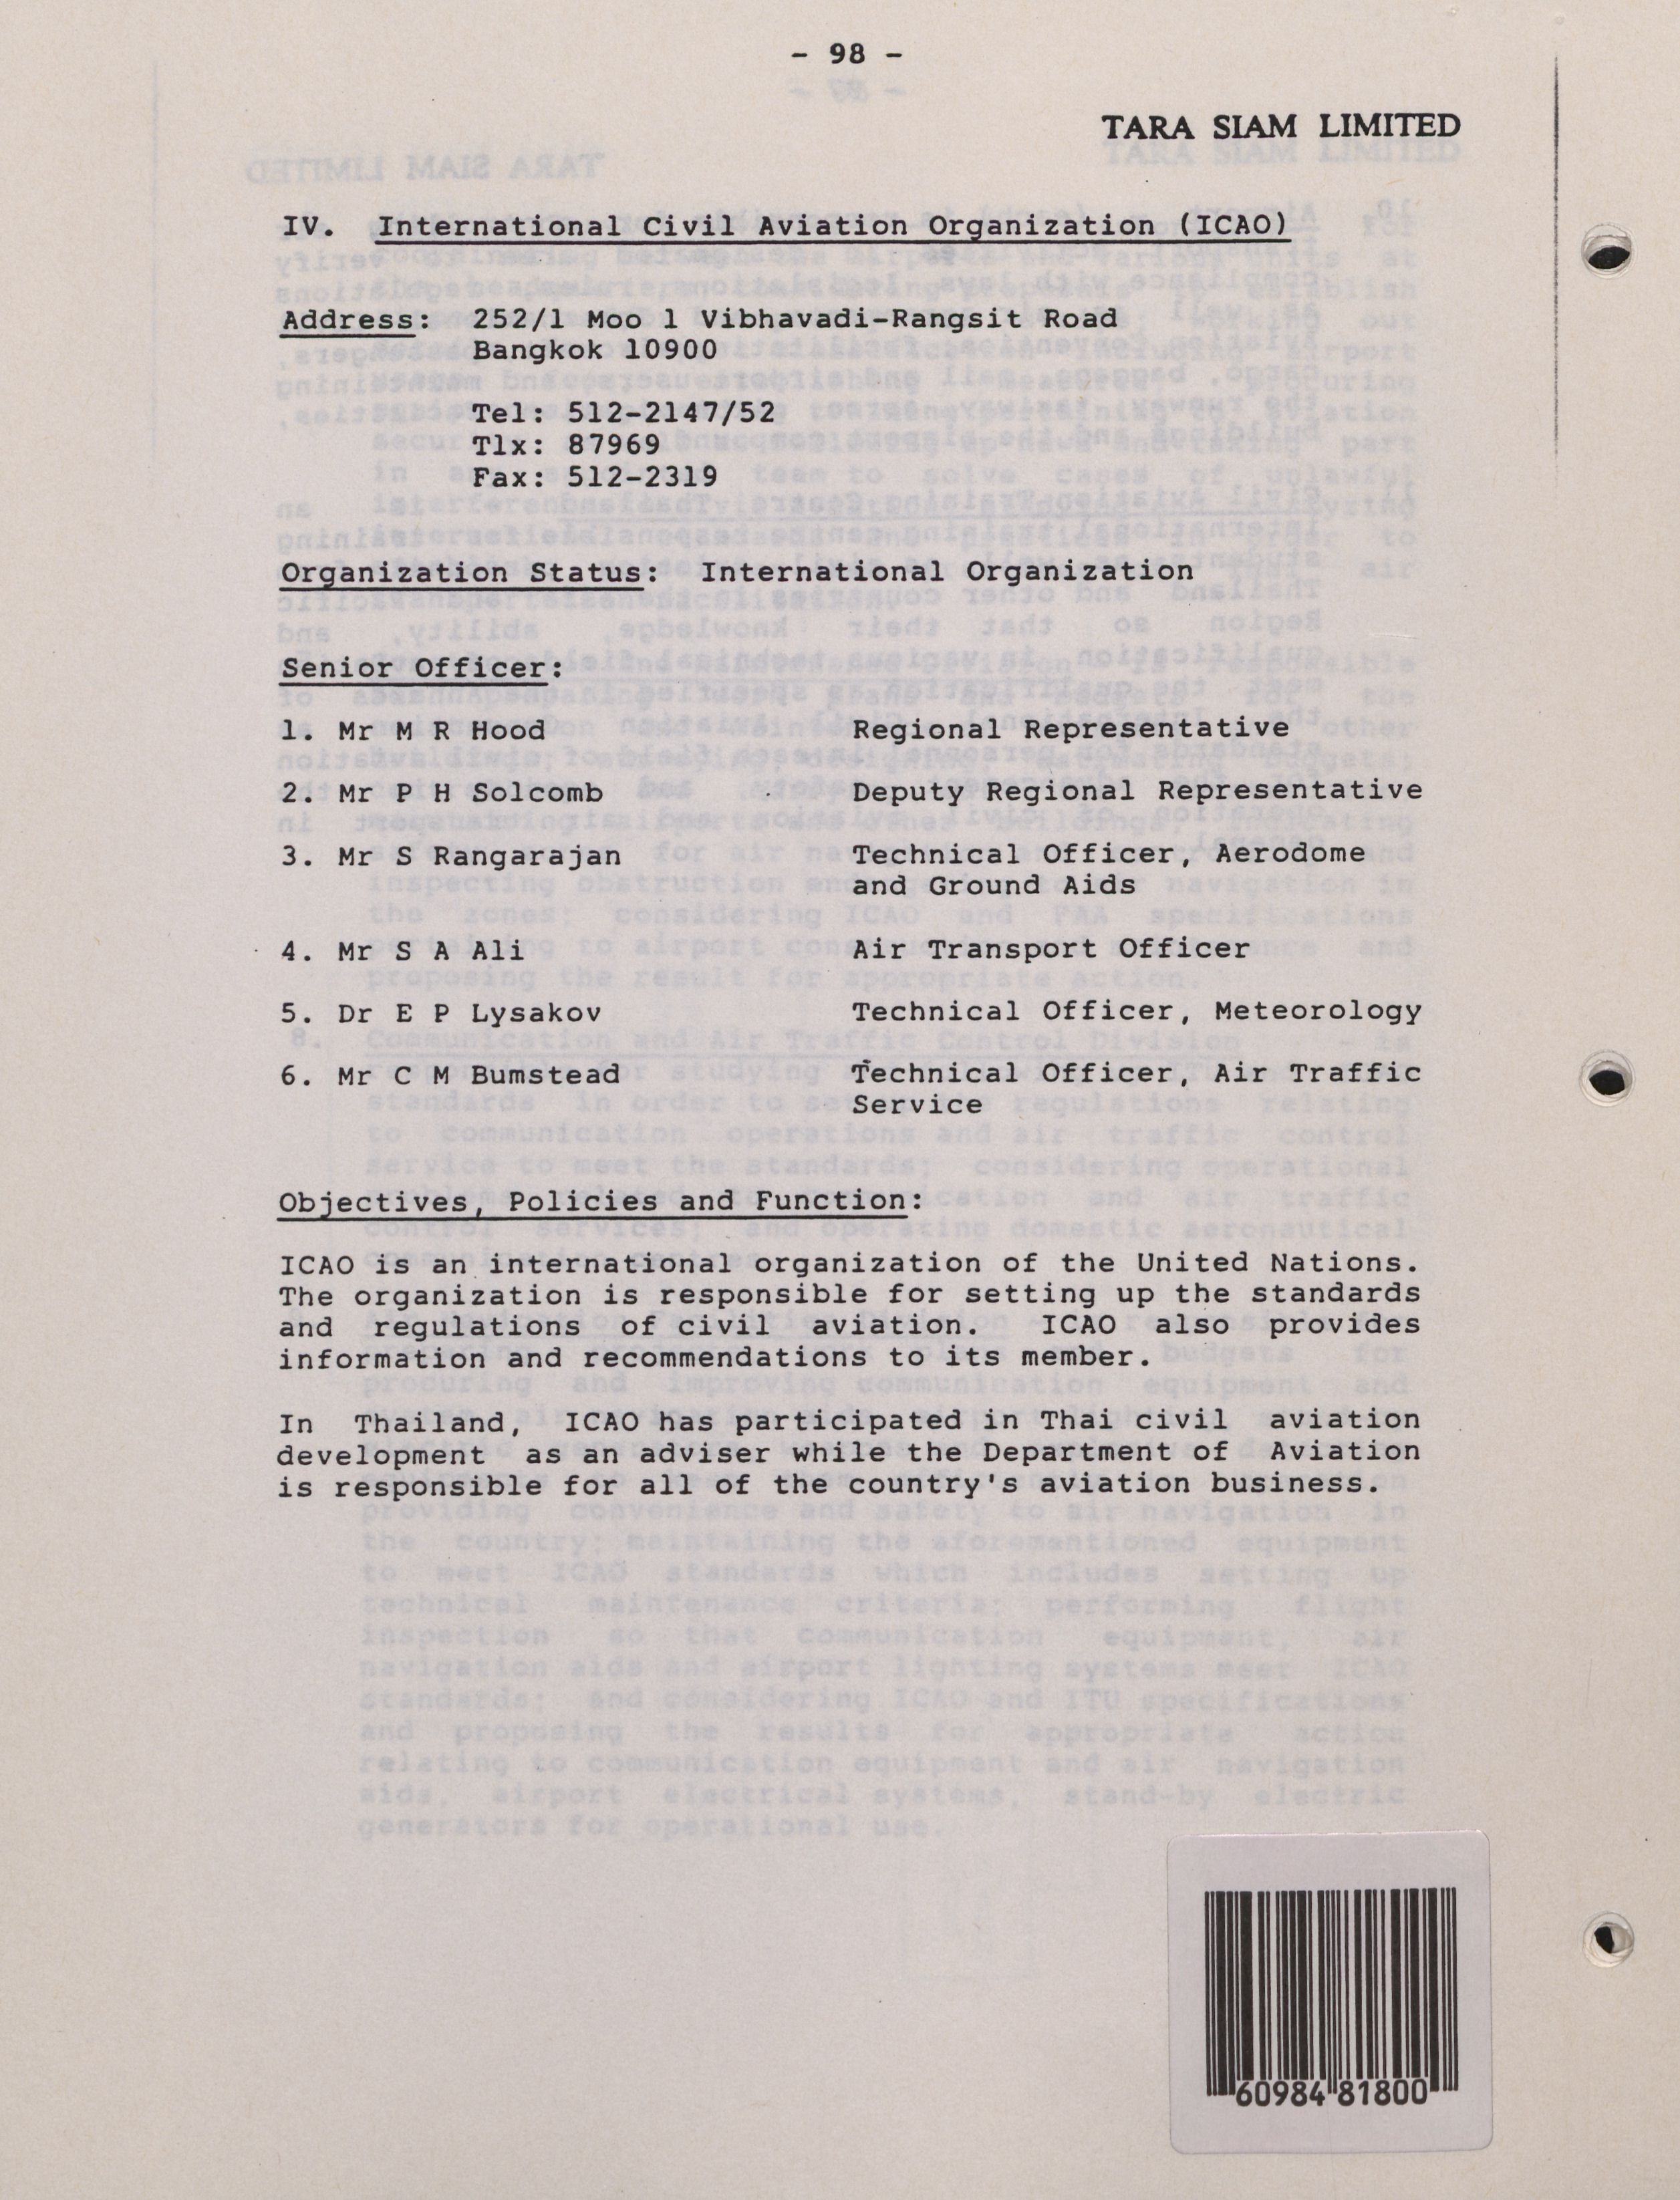 - 98 -
TARA SIAM LIMITED
IV. International Civil Aviation Organization (ICAO)
Address: 252/1 Moo 1 Vibhavadi-Rangsit Road
Bangkok 10900
Tel: 512-2147/52
Tlx: 87969
Fax: 512-2319
Organization Status: International Organization
Senior Officer:
1. Mr M R Hood Regional Representative
2. Mr P H Solcomb Deputy Regional Representative
3. Mr S Rangarajan Technical Officer, Aerodome
and Ground Aids
4. Mr S A Ali Air Transport Officer
5. Dr E P Lysakov Technical Officer, Meteorology
6. Mr C M Bumstead Technical Officer, Air Traffic
Service
Objectives, Policies and Function:
ICAO is an international organization of the United Nations.
The organization is responsible for setting up the standards
and regulations of civil aviation. ICAO also provides
information and recommendations to its member.
In Thailand, ICAO has participated in Thai civil aviation
development as an adviser while the Department of Aviation
is responsible for all of the country's aviation business.
60984 81800